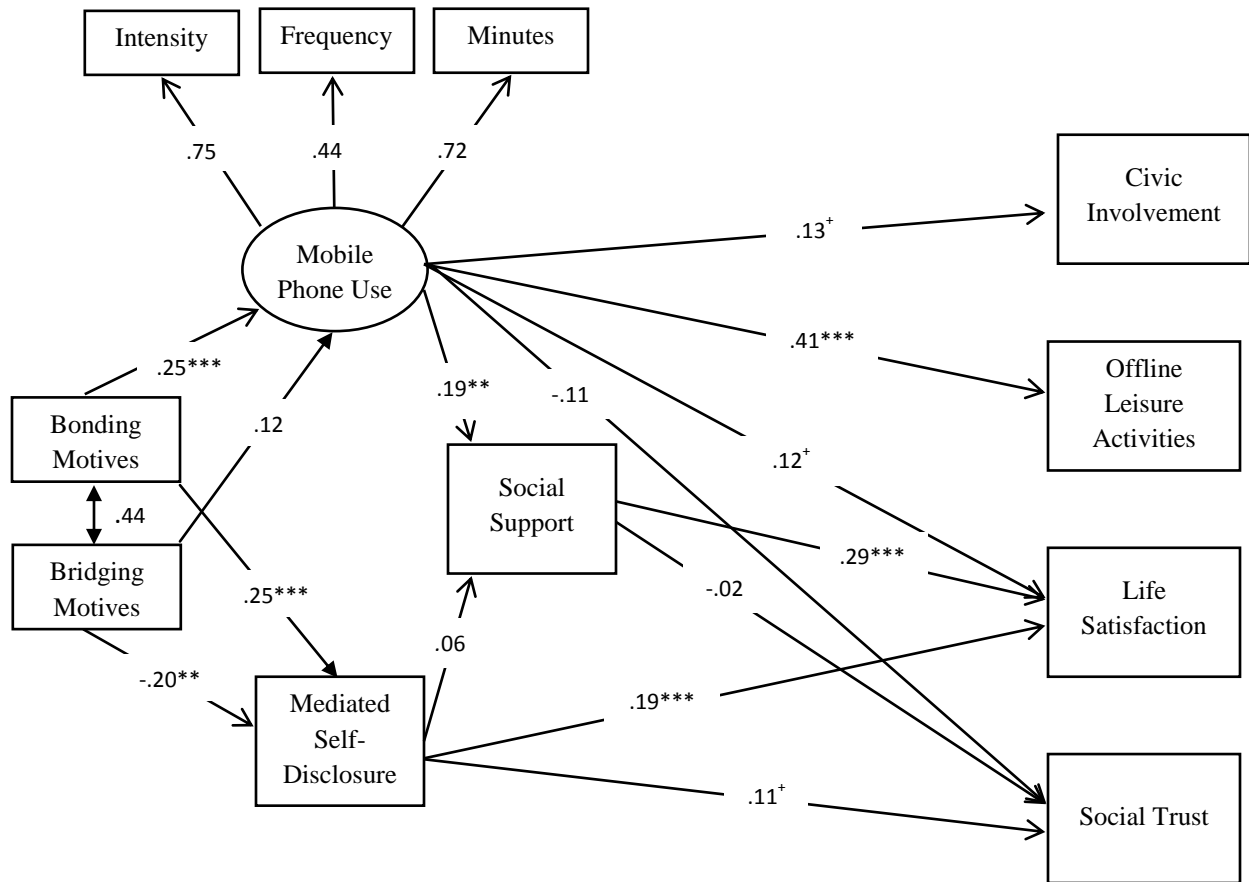 Intensity
Frequency
Minutes
.75
.44
.72
Civic
Involvement
.13+
Mobile
Phone Use
.25***
.19**
-.11
.41***
Offline
Leisure
Activities
.12
.12+
Bonding
Motives
.44
Social
Support
Bridging
Motives
.25***
.29***
-.02
Life
Satisfaction
.06
-.20**
.19***
Mediated
Self-
Disclosure
.11+
Social Trust